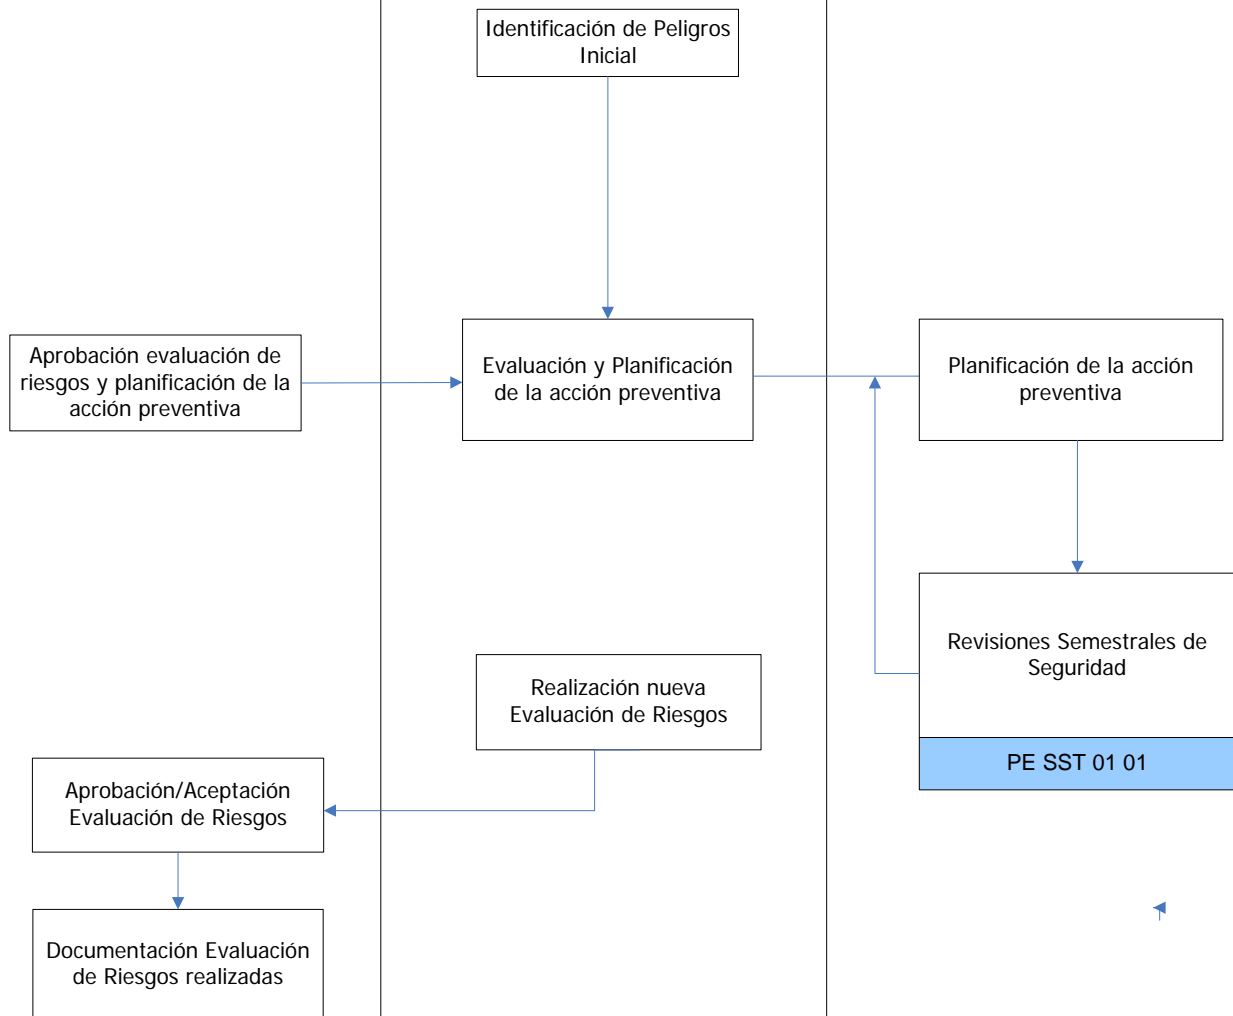 Identificación de Peligros
Inicial
Aprobación evaluación de
riesgos y planificación de la
acción preventiva
Evaluación y Planificación
de la acción preventiva
Planificación de la acción
preventiva
Revisiones Semestrales de
Seguridad
PE SST 01 01
Realización nueva
Evaluación de Riesgos
Aprobación/Aceptación
Evaluación de Riesgos
Documentación Evaluación
de Riesgos realizadas